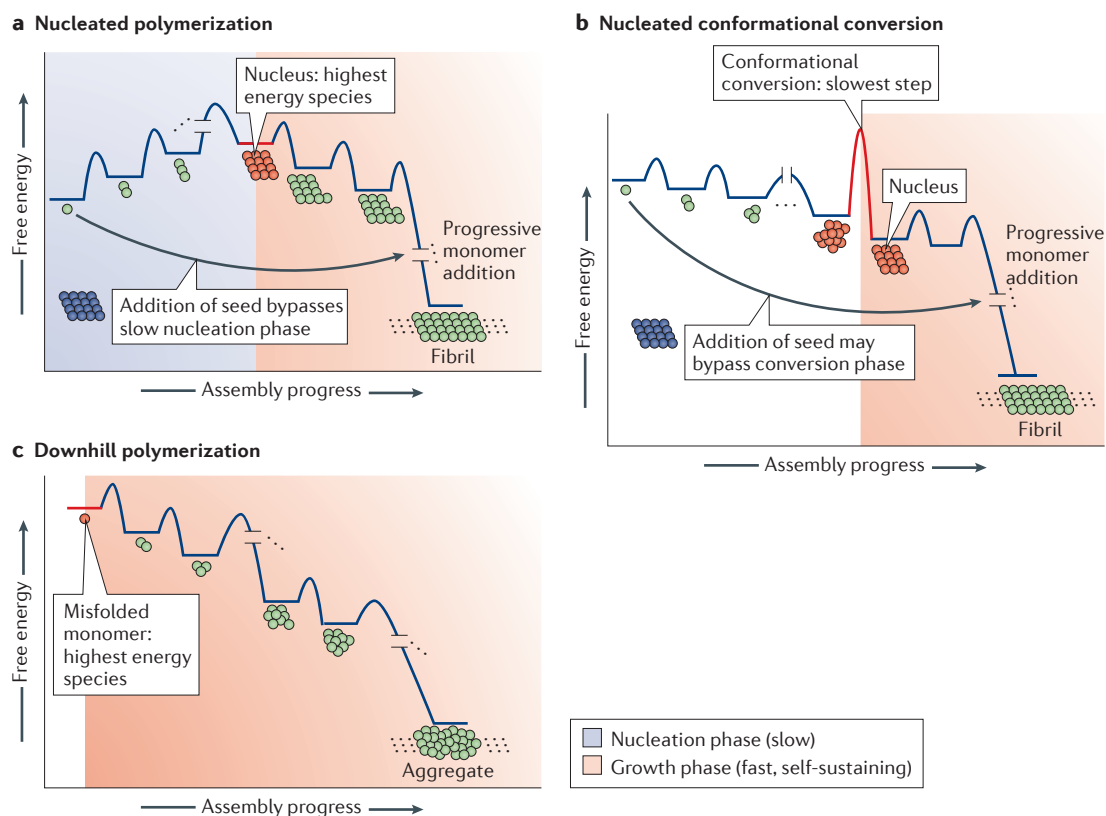 a Nucleated polymerization
Nucleus: highest
energy species
Free energy
Progressive
monomer
addition
Addition of seed bypasses
slow nucleation phase
Fibril
Assembly progress
b Nucleated conformational conversion
Conformational
conversion: slowest step
Nucleus
Free energy
Progressive
monomer
addition
Addition of seed may
bypass conversion phase
Fibril
Assembly progress
c Downhill polymerization
Free energy
Misfolded
monomer:
highest energy
species
Aggregate
Assembly progress
Nucleation phase (slow)
Growth phase (fast, self-sustaining)